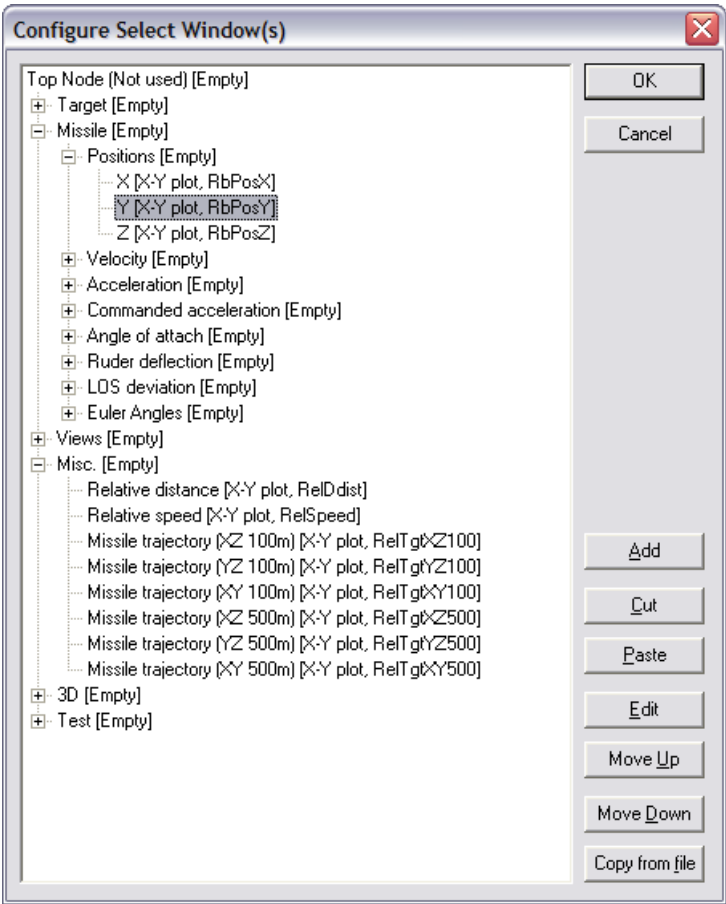 Configure Select Window(s)
Top Node (Not used) [Empty]
Target [Empty]
Missile [Empty]
Positions [Empty]
X [X-Y plot, RbPosX]
Y [X-Y plot, RbPosY]
Z [X-Y plot, RbPosZ]
Velocity [Empty]
Acceleration [Empty]
Commanded acceleration [Empty]
Angle of attach [Empty]
Ruder deflection [Empty]
LOS deviation [Empty]
Euler Angles [Empty]
Views [Empty]
Misc. [Empty]
Relative distance [X-Y plot, RelDdist]
Relative speed [X-Y plot, RelSpeed]
Missile trajectory (XZ 100m) [X-Y plot, RelTgtXZ100]
Missile trajectory (YZ 100m) [X-Y plot, RelTgtYZ100]
Missile trajectory (XY 100m) [X-Y plot, RelTgtXY100]
Missile trajectory (XZ 500m) [X-Y plot, RelTgtXZ500]
Missile trajectory (YZ 500m) [X-Y plot, RelTgtYZ500]
Missile trajectory (XY 500m) [X-Y plot, RelTgtXY500]
3D [Empty]
Test [Empty]
OK
Cancel
Add
Cut
Paste
Edit
Move Up
Move Down
Copy from file